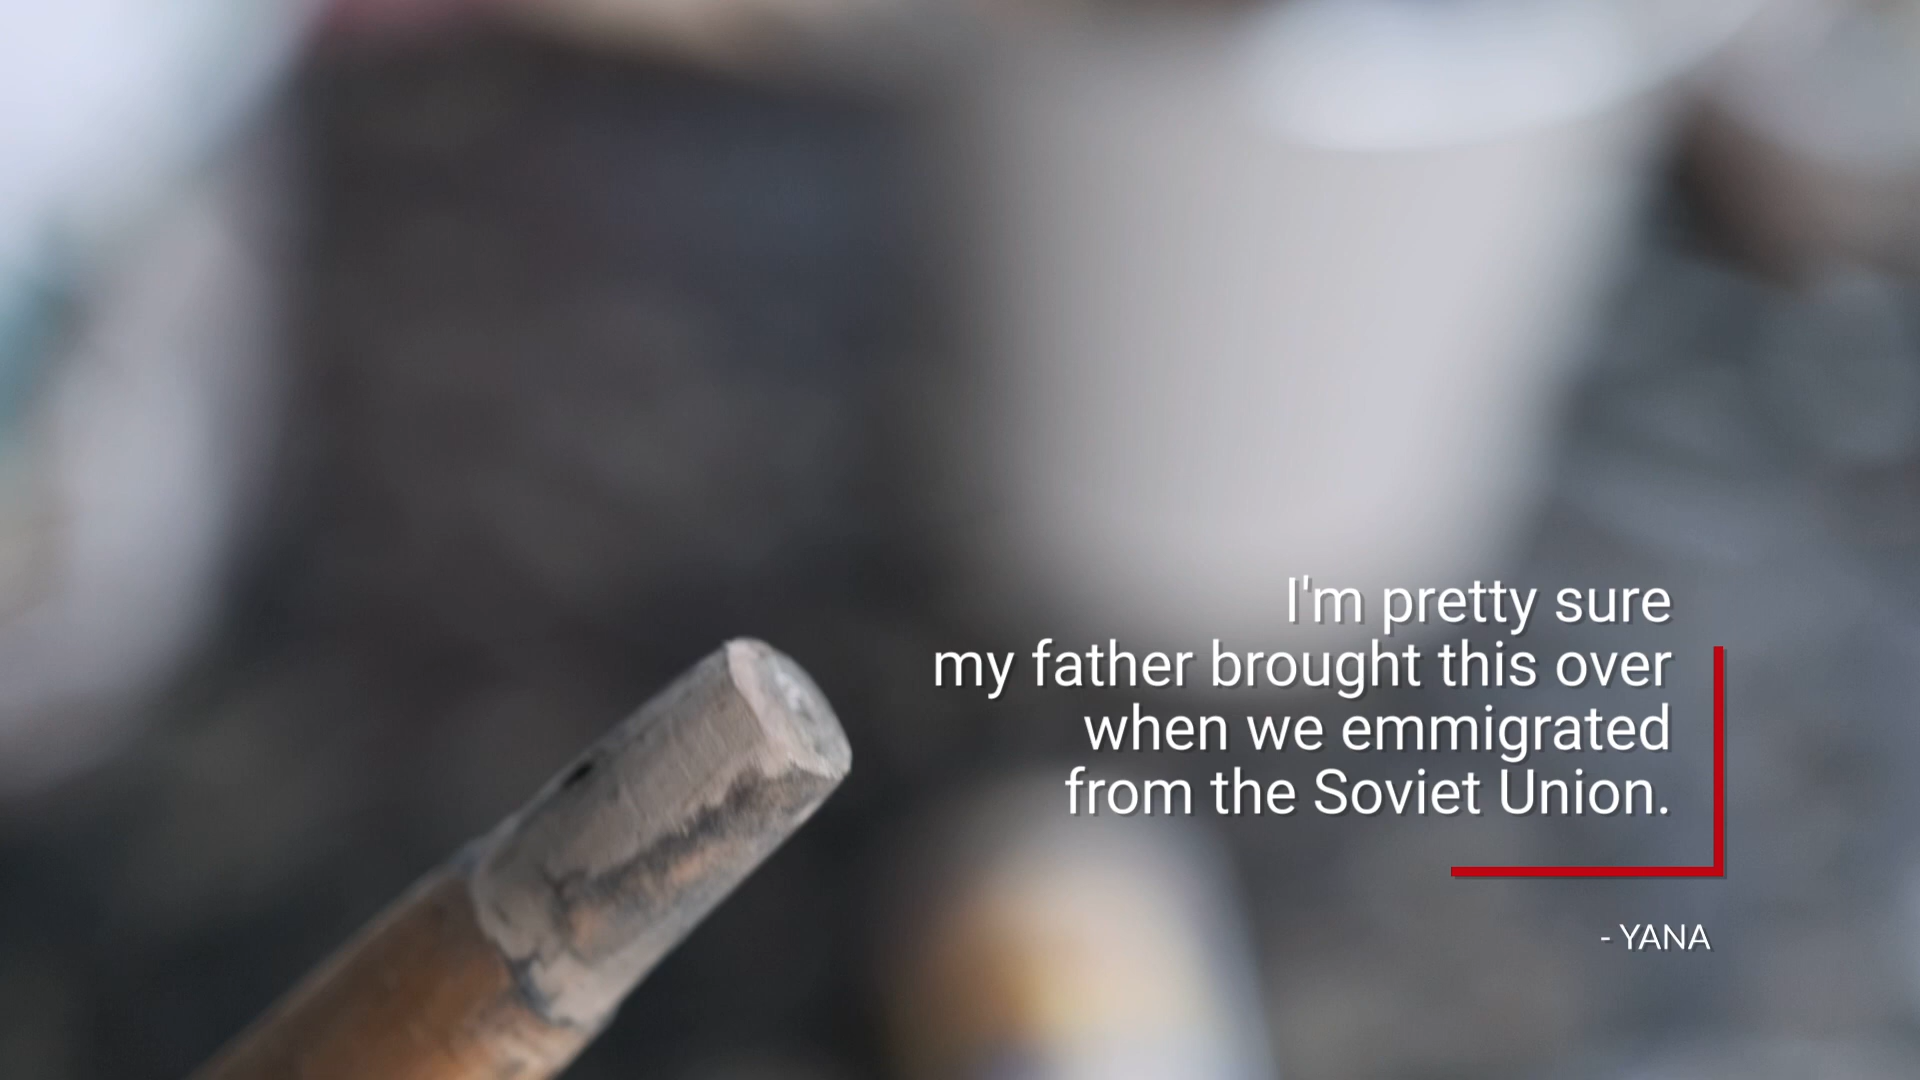 I'm pretty sure
my father brought this over
when we emmigrated
from the Soviet Union.
- YANA